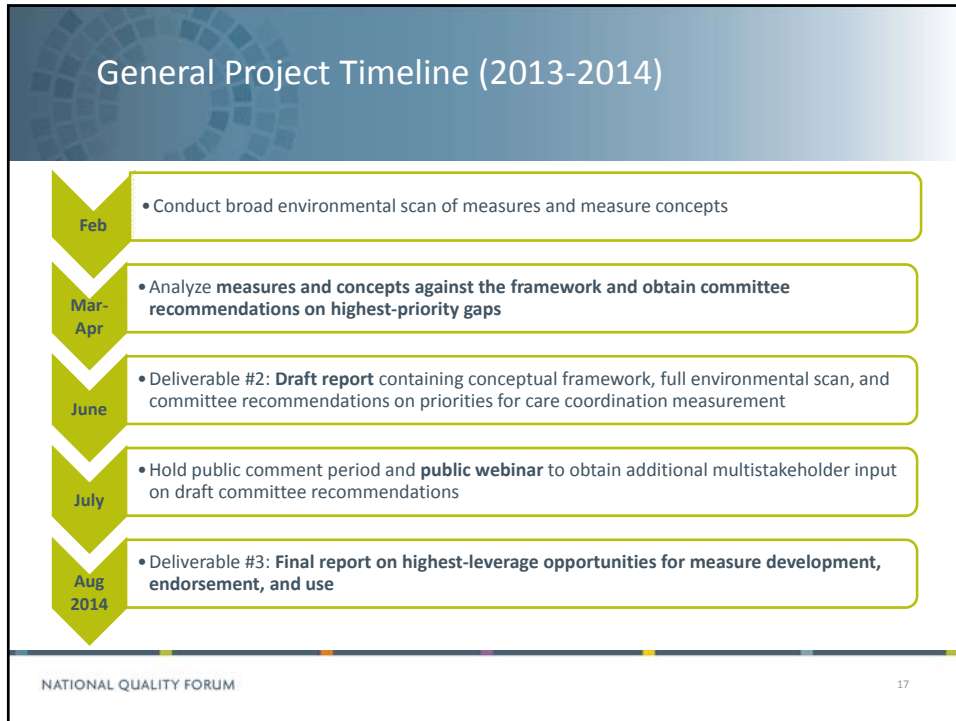 General Project Timeline (2013-2014)
Feb
•Conduct broad environmental scan of measures and measure concepts
Mar-
Apr
•Analyze measures and concepts against the framework and obtain committee
recommendations on highest-priority gaps
June
•Deliverable #2: Draft report containing conceptual framework, full environmental scan, and
committee recommendations on priorities for care coordination measurement
July
•Hold public comment period and public webinar to obtain additional multistakeholder input
on draft committee recommendations
Aug
2014
•Deliverable #3: Final report on highest-leverage opportunities for measure development,
endorsement, and use
NATIONAL QUALITY FORUM
17